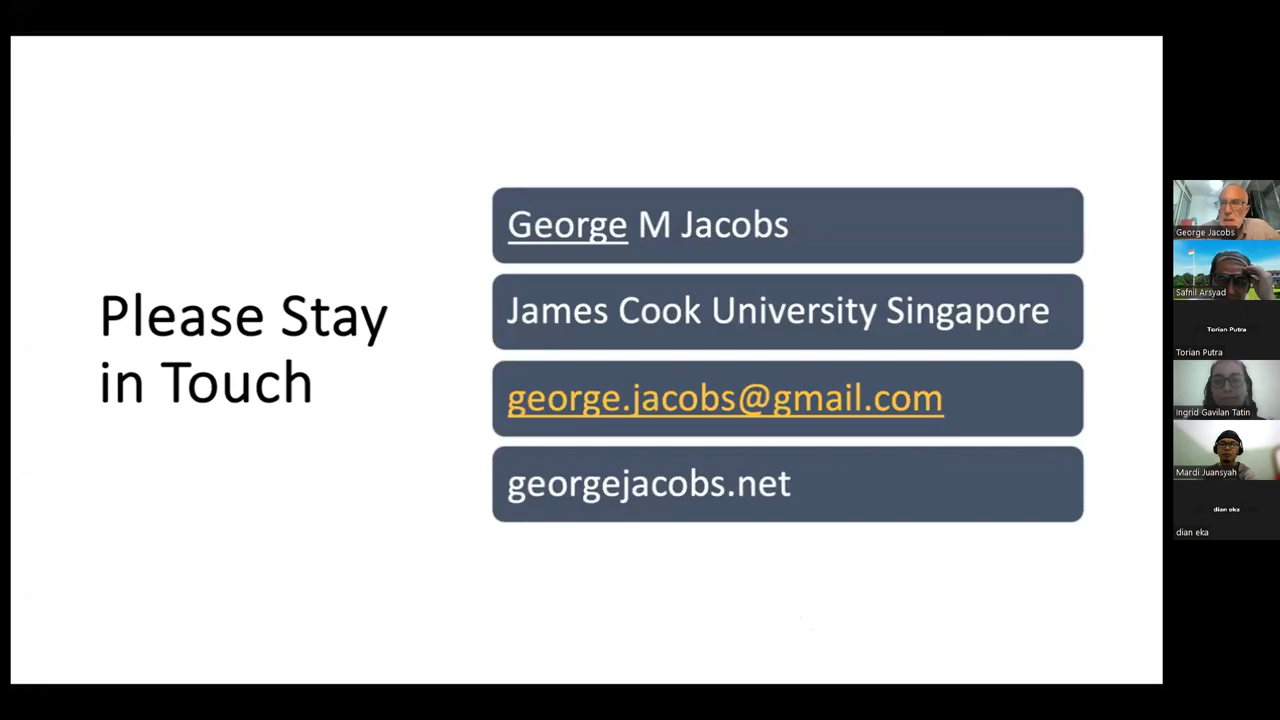 Please Stay
in Touch
George M Jacobs
James Cook University Singapore
george.jacobs@gmail.com
georgejacobs.net
George Jacobs
Safnil Arsyad
Torian Putra
Torian Putra
Ingrid Gavilan Tatin
Mardi Juansyah
dian eka
dian eka